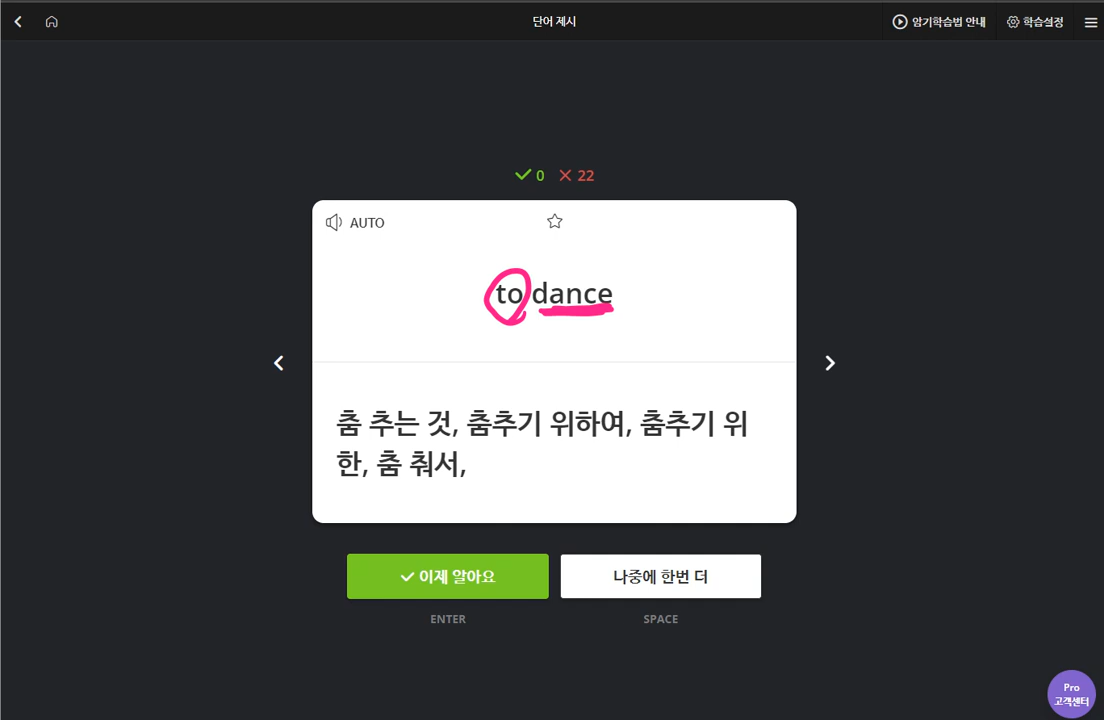 단어 제시
암기학습법 안내
학습설정
0 22
AUTO
to dance
춤 추는 것, 춤추기 위하여, 춤추기 위
한, 춤 춰서,
이제 알아요
나중에 한번 더
ENTER
SPACE
Pro
고객센터